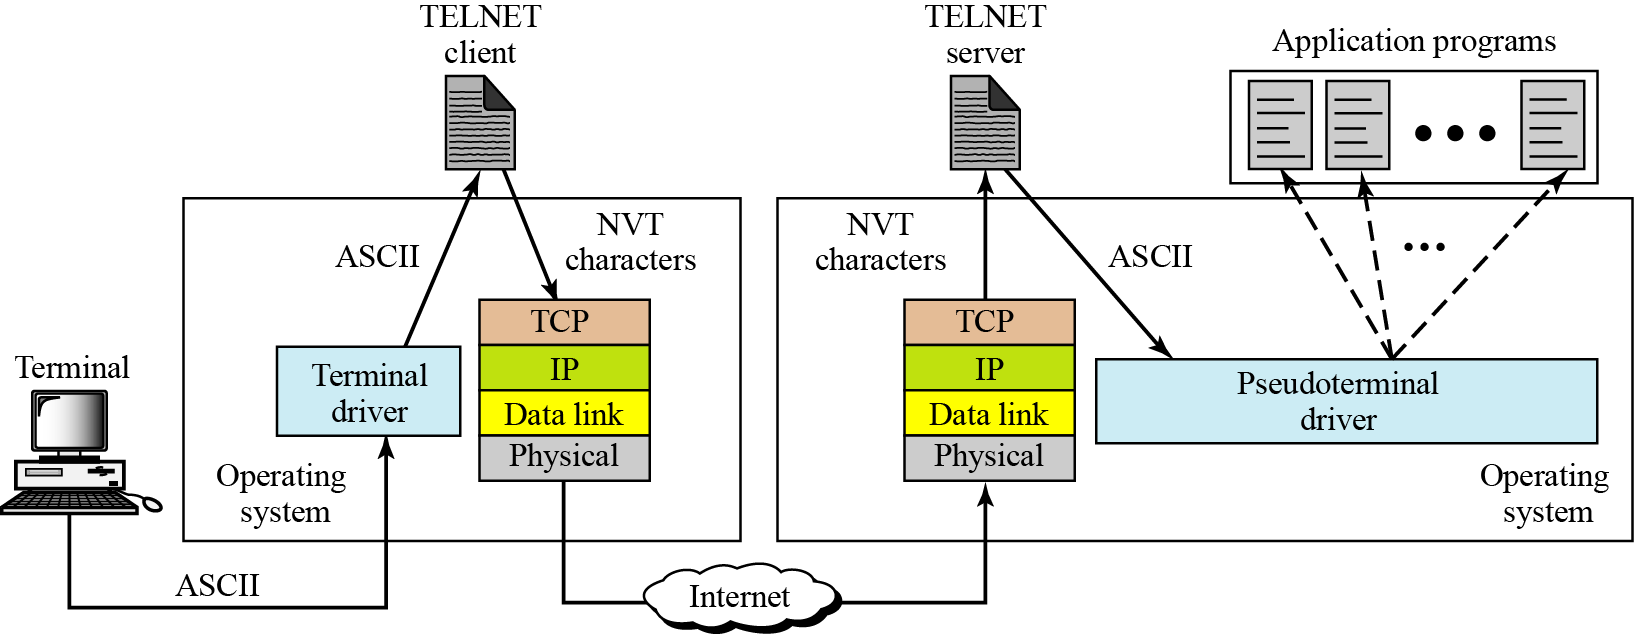 TELNET
client
TELNET
server
Application programs
NVT
characters
ASCII
NVT
characters
ASCII
TCP
IP
Data link
Physical
TCP
IP
Data link
Physical
Terminal
Terminal
driver
Pseudoterminal
driver
Operating
system
Operating
system
ASCII
Internet